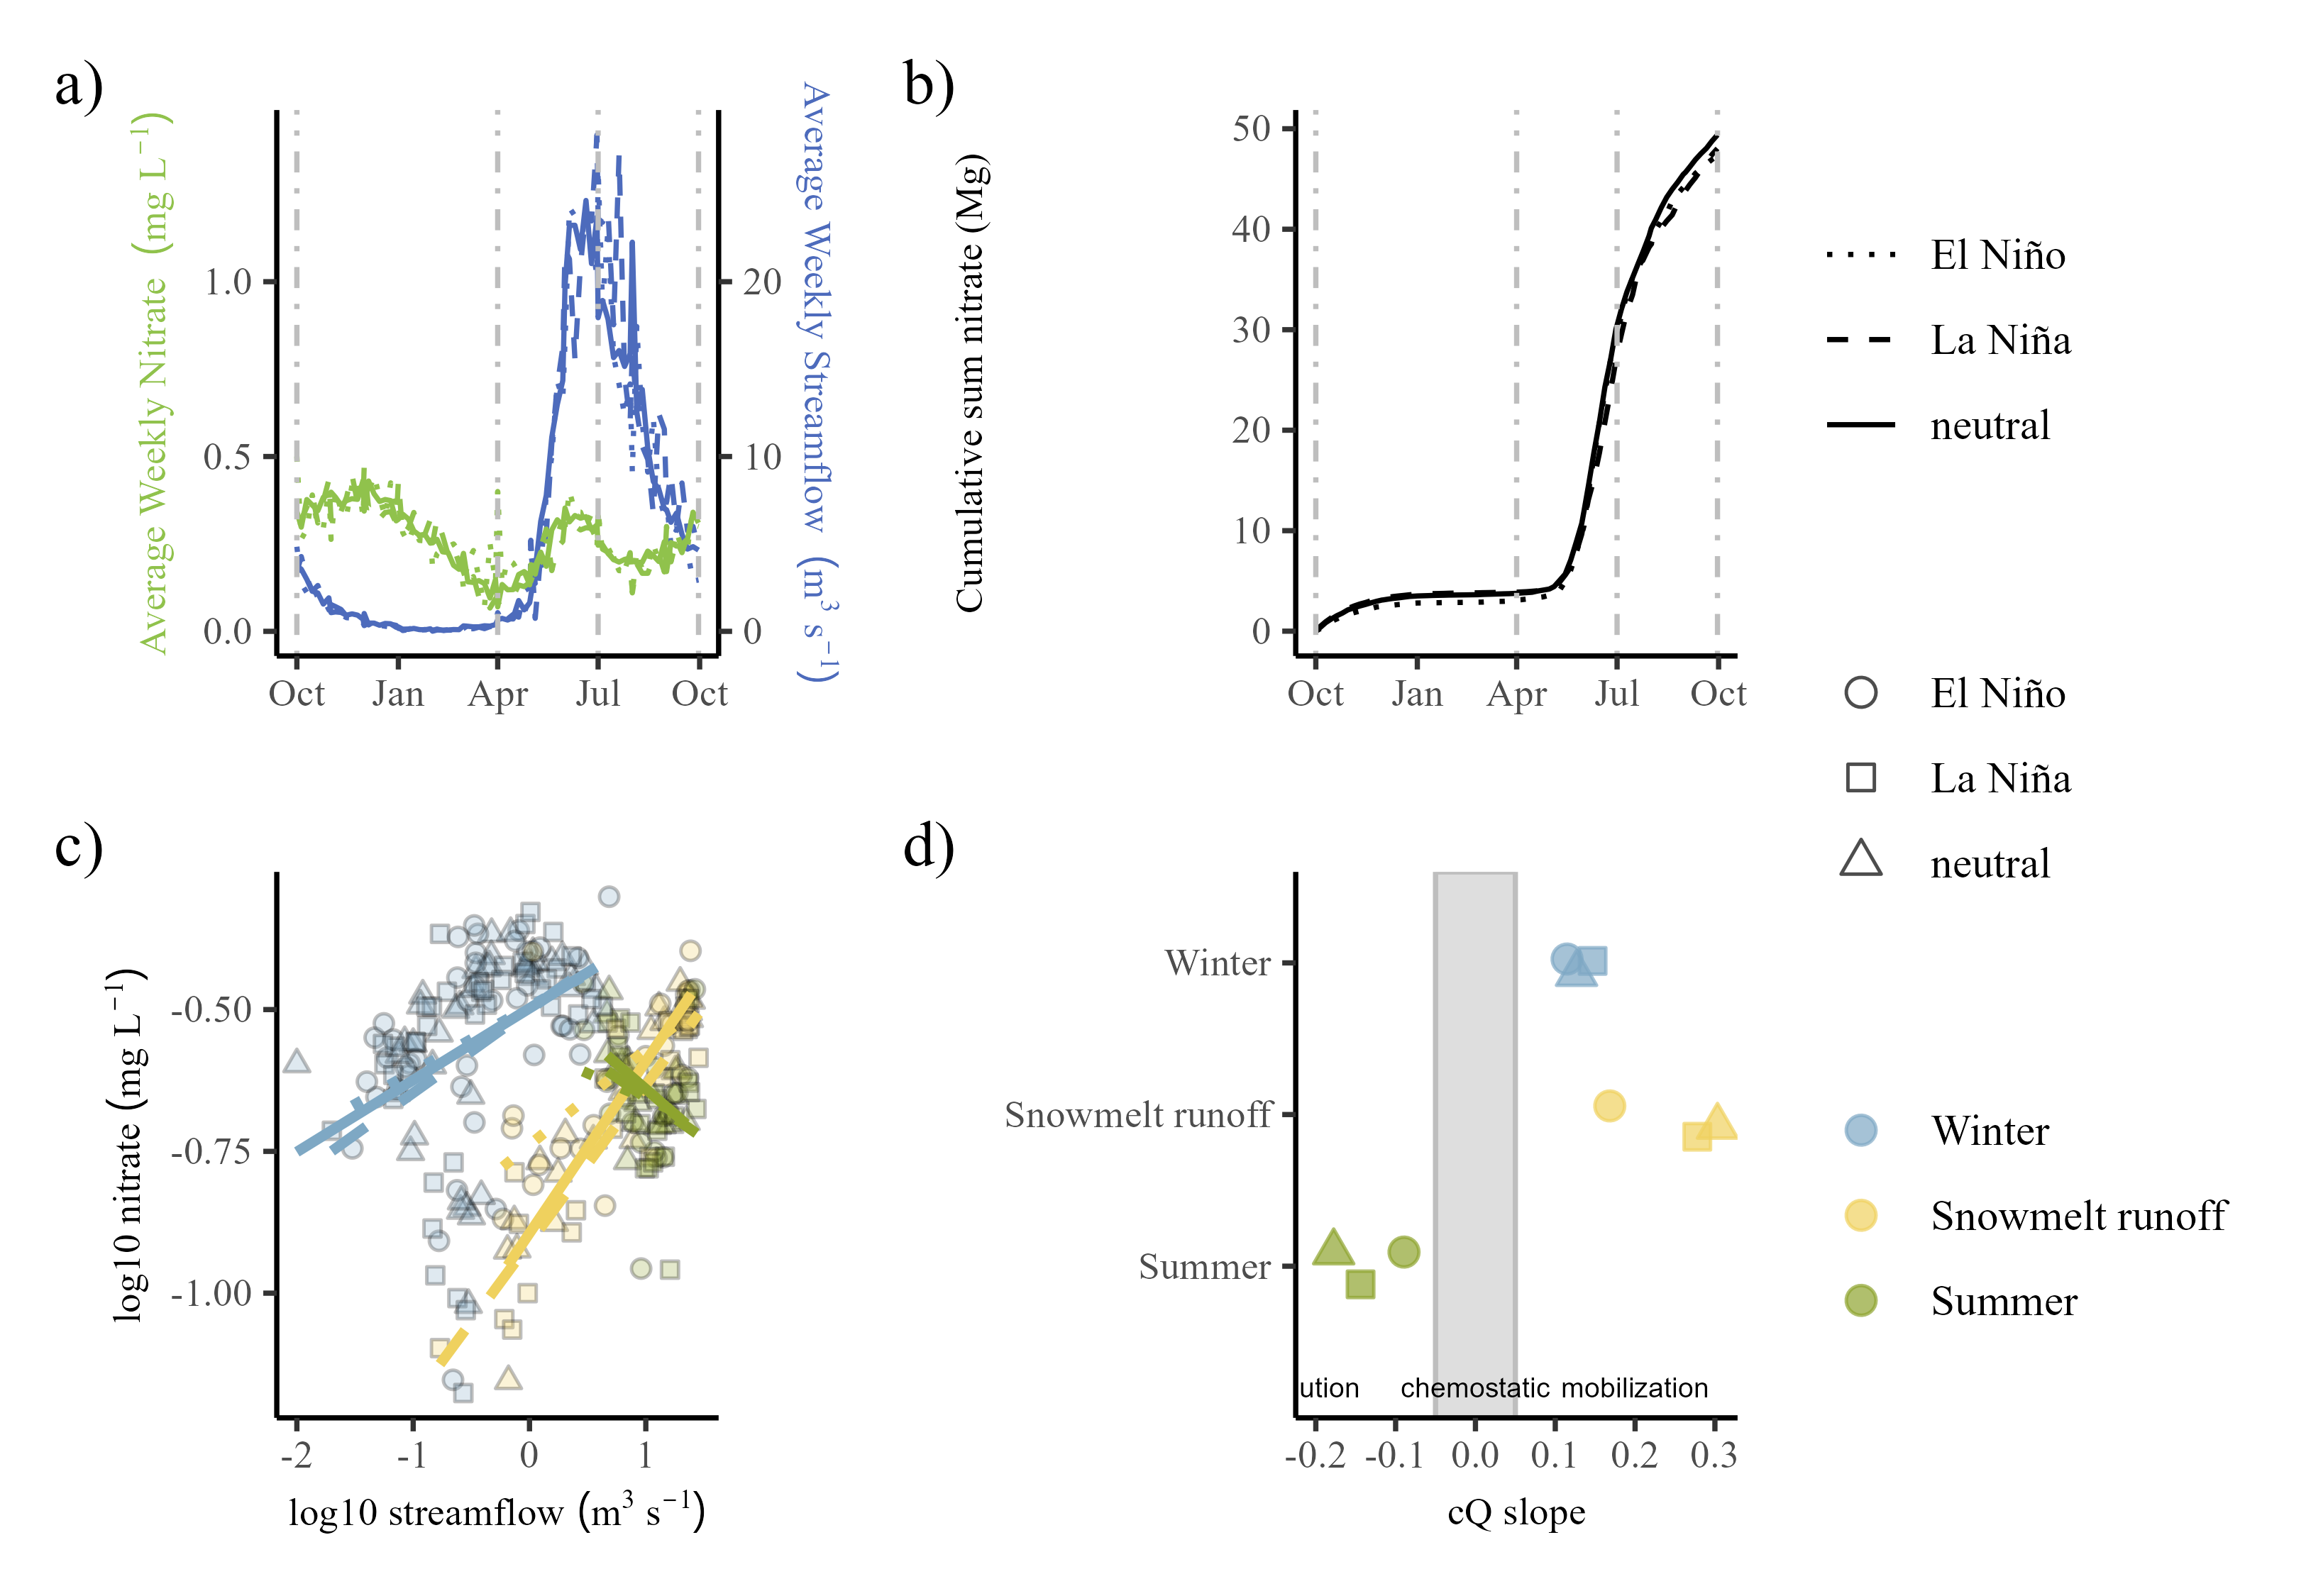 a)
Average Weekly Nitrate (mg L⁻¹)
1.0
0.5
0.0
20
10
0
Average Weekly Streamflow (m³ s⁻¹)
Oct Jan Apr Jul Oct
b)
Cumulative sum nitrate (Mg)
50
40
30
20
10
0
Oct Jan Apr Jul Oct
El Niño
La Niña
neutral
El Niño
La Niña
neutral
c)
log10 nitrate (mg L⁻¹)
-0.50
-0.75
-1.00
-2 -1 0 1
log10 streamflow (m³ s⁻¹)
d)
Winter
Snowmelt runoff
Summer
ution chemostatic mobilization
-0.2 -0.1 0.0 0.1 0.2 0.3
cQ slope
Winter
Snowmelt runoff
Summer